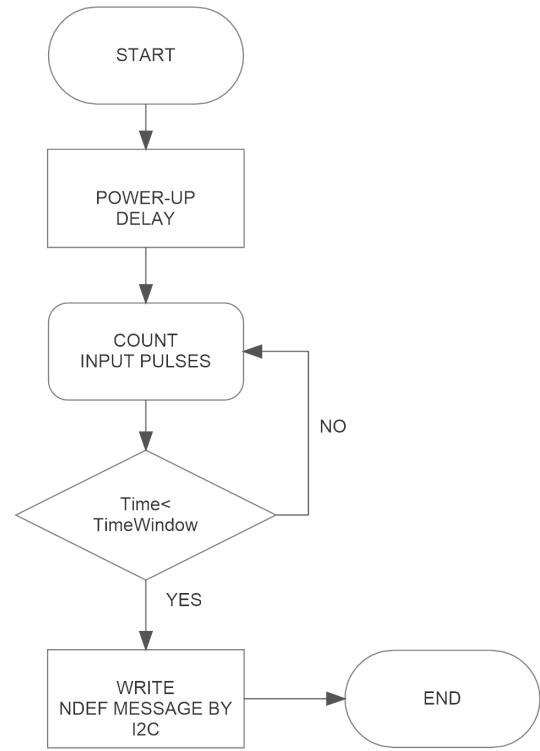 START
POWER-UP
DELAY
COUNT
INPUT PULSES
NO
Time<
TimeWindow
YES
WRITE
NDEF MESSAGE BY
I2C
END